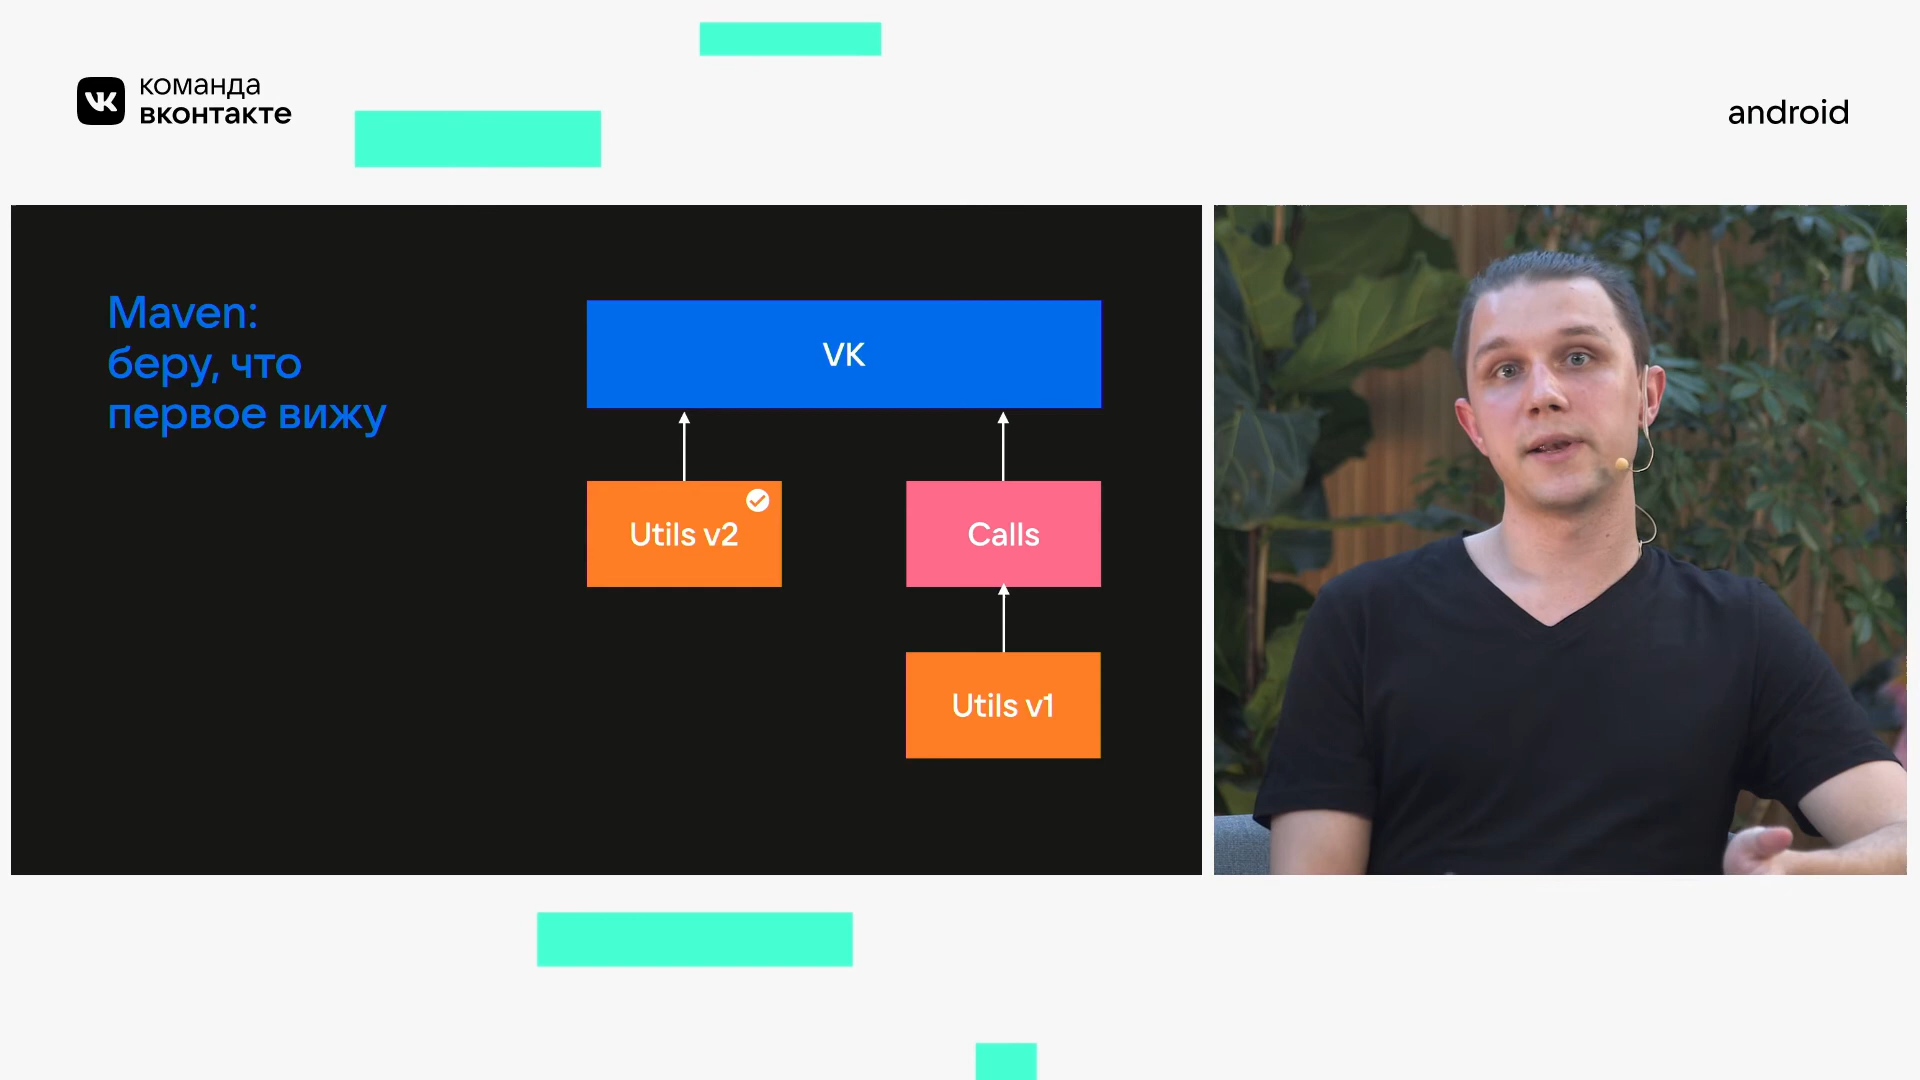 команда
вконтакте
android
Maven:
беру, что
первое вижу
VK
Utils v2
Calls
Utils v1